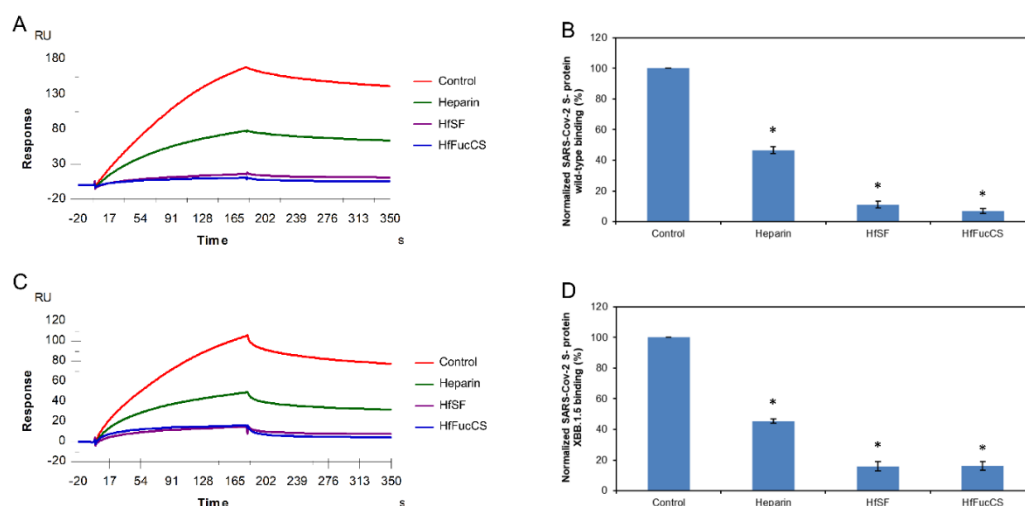 A
RU
180
130
80
30
-20
Response
-20 17 54 91 128 165 202 239 276 313 350
Time s
Control
Heparin
HfSF
HfFucCS
B
Normalized SARS-Cov-2 S- protein
wild-type binding (%)
120
100
80
60
40
20
0
* * *
Control Heparin HfSF HfFucCS
C
RU
120
100
80
60
40
20
0
-20
Response
-20 17 54 91 128 165 202 239 276 313 350
Time s
Control
Heparin
HfSF
HfFucCS
D
Normalized SARS-Cov-2 S- protein
XBB.1.5 binding (%)
120
100
80
60
40
20
0
* * *
Control Heparin HfSF HfFucCS